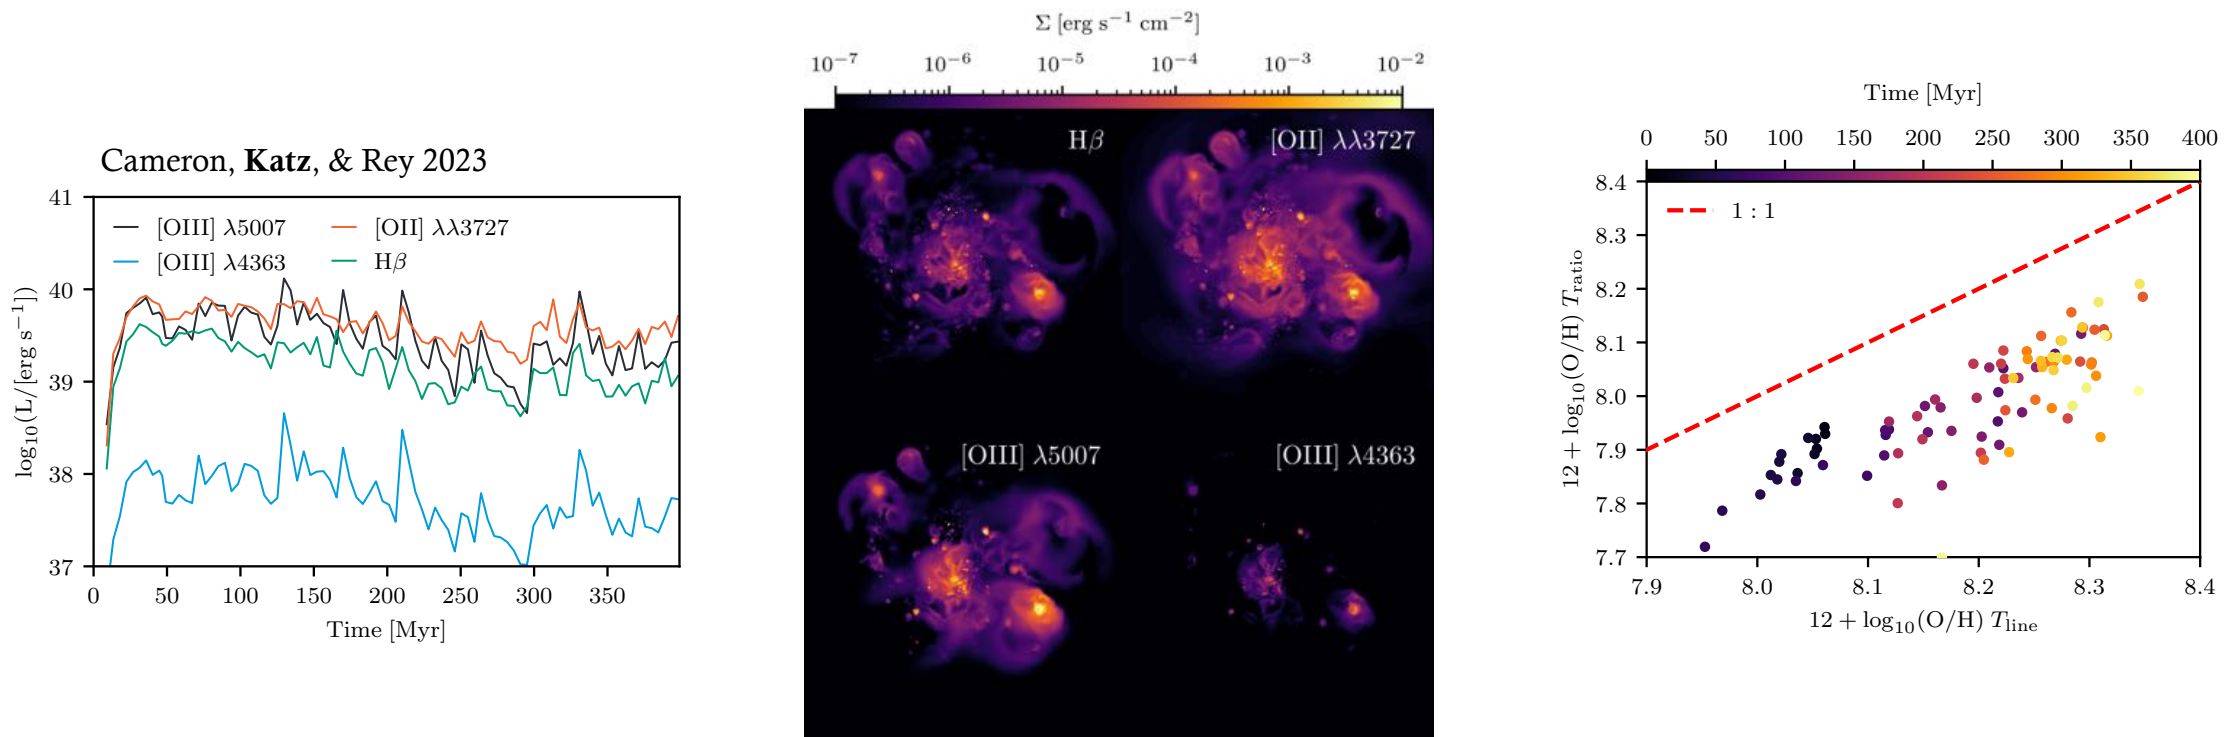 Cameron, Katz, & Rey 2023
41
40
39
38
37
log₁₀(L/[erg s⁻¹])
[OIII] λ5007
[OII] λλ3727
[OIII] λ4363
Hβ
0 50 100 150 200 250 300 350
Time [Myr]
Σ [erg s⁻¹ cm⁻²]
10⁻⁷ 10⁻⁶ 10⁻⁵ 10⁻⁴ 10⁻³ 10⁻²
Hβ
[OII] λλ3727
[OIII] λ5007
[OIII] λ4363
Time [Myr]
0 50 100 150 200 250 300 350 400
1 : 1
8.4
8.3
8.2
8.1
8.0
7.9
7.8
7.7
12 + log₁₀(O/H) T_ratio
7.9 8.0 8.1 8.2 8.3 8.4
12 + log₁₀(O/H) T_line